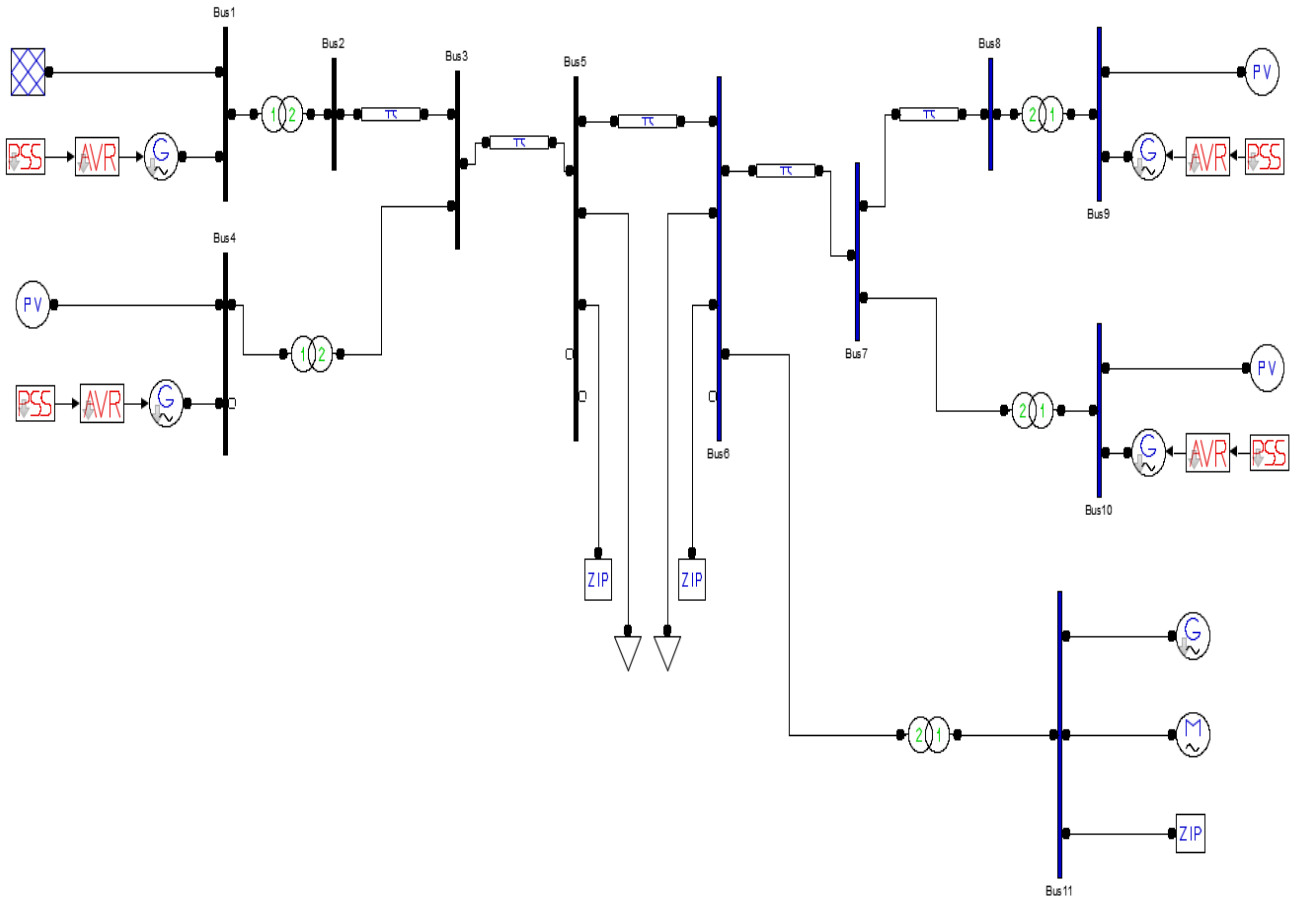 Bus1
Bus2
Bus3
Bus5
Bus8
PV
1 2
π
π
π
π
2 1
π
PSS AVR G
G AVR PSS
Bus9
Bus4
PV
1 2
Bus7
PV
PSS AVR G
2 1
Bus6
G AVR PSS
Bus10
ZIP
ZIP
G
2 1
M
ZIP
Bus11